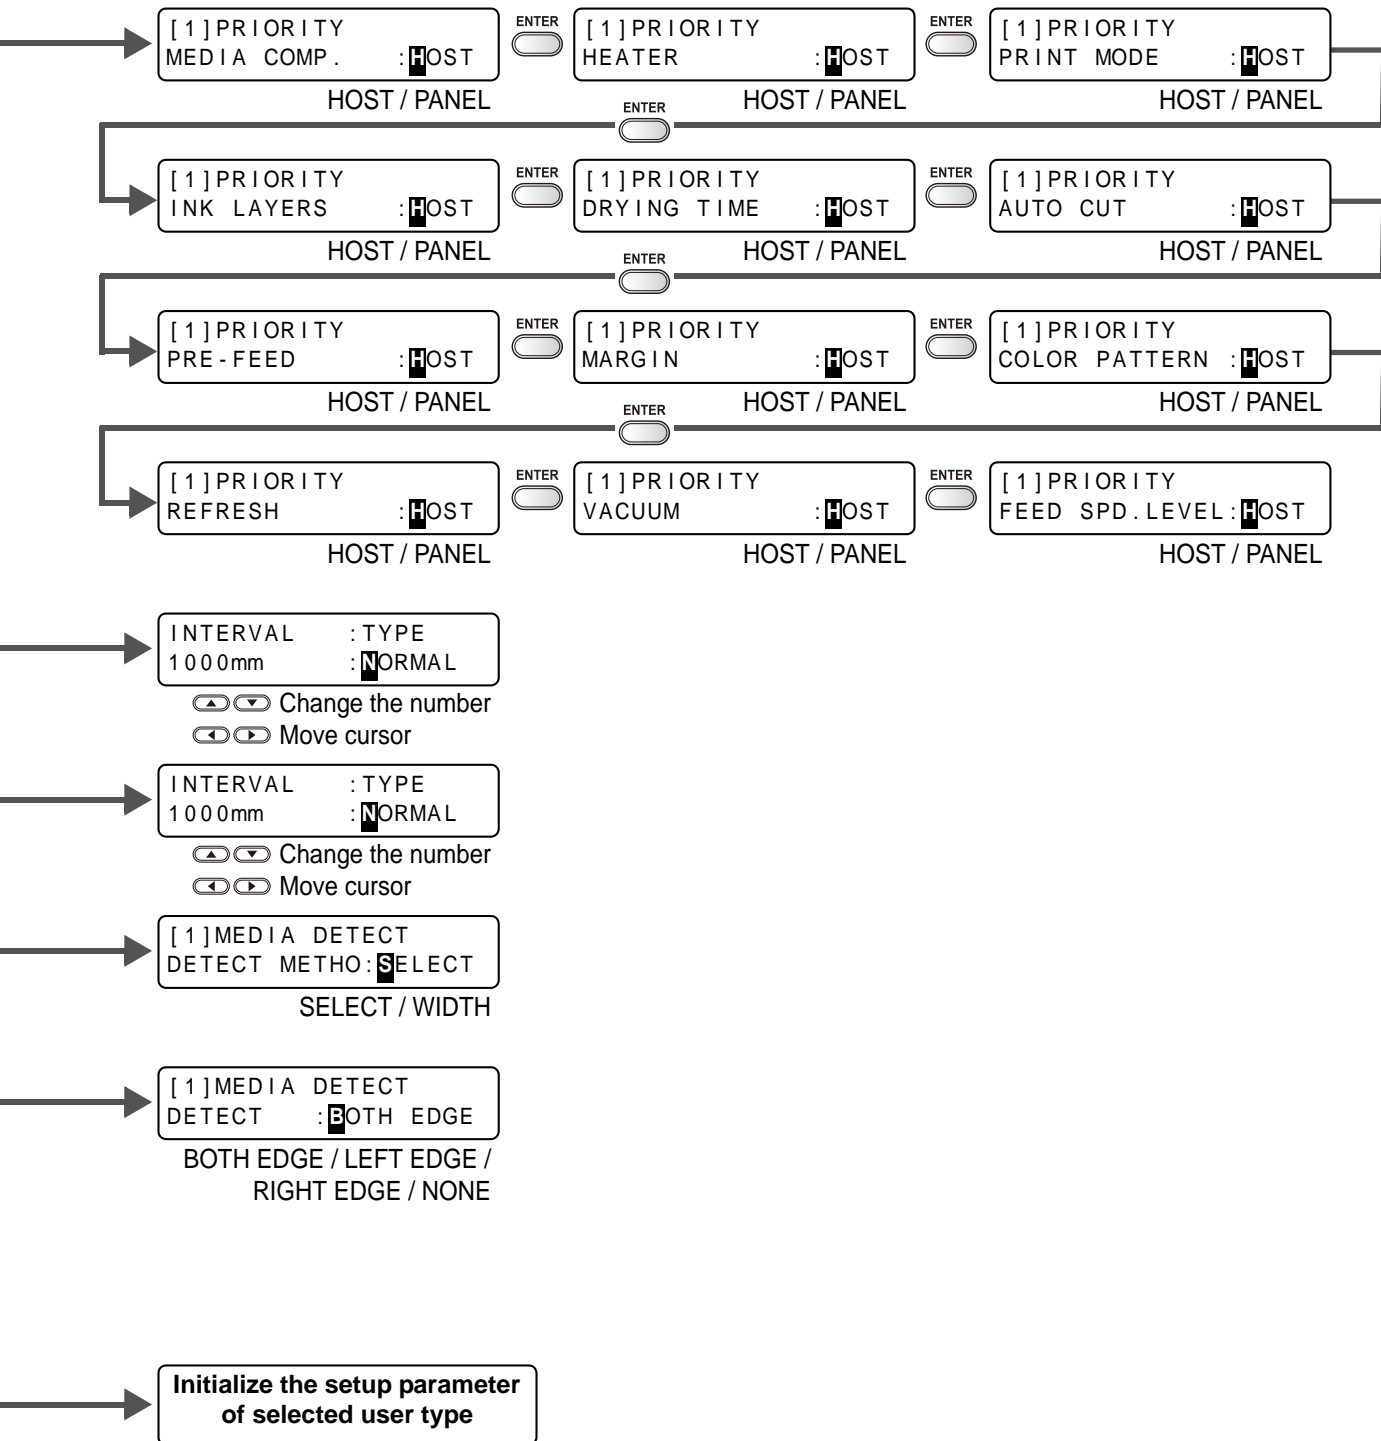 [1]PRIORITY
MEDIA COMP. :HOST
HOST / PANEL
ENTER
[1]PRIORITY
HEATER :HOST
HOST / PANEL
ENTER
[1]PRIORITY
PRINT MODE :HOST
HOST / PANEL
ENTER
[1]PRIORITY
INK LAYERS :HOST
HOST / PANEL
ENTER
[1]PRIORITY
DRYING TIME :HOST
HOST / PANEL
ENTER
[1]PRIORITY
AUTO CUT :HOST
HOST / PANEL
ENTER
[1]PRIORITY
PRE-FEED :HOST
HOST / PANEL
ENTER
[1]PRIORITY
MARGIN :HOST
HOST / PANEL
ENTER
[1]PRIORITY
COLOR PATTERN :HOST
HOST / PANEL
ENTER
[1]PRIORITY
REFRESH :HOST
HOST / PANEL
ENTER
[1]PRIORITY
VACUUM :HOST
HOST / PANEL
ENTER
[1]PRIORITY
FEED SPD.LEVEL:HOST
HOST / PANEL
INTERVAL :TYPE
1000mm :NORMAL
Change the number
Move cursor
INTERVAL :TYPE
1000mm :NORMAL
Change the number
Move cursor
[1]MEDIA DETECT
DETECT METHO:SELECT
SELECT / WIDTH
[1]MEDIA DETECT
DETECT :BOTH EDGE
BOTH EDGE / LEFT EDGE /
RIGHT EDGE / NONE
Initialize the setup parameter
of selected user type